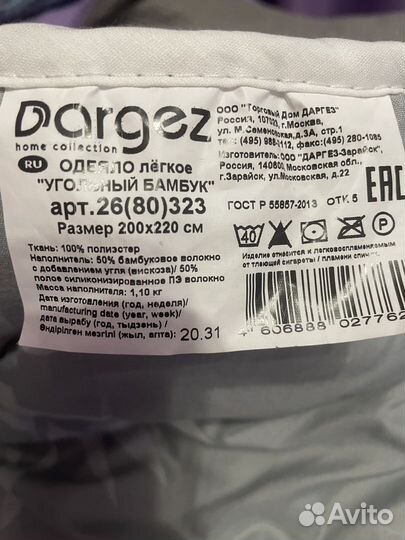 Dargez
home collection
RU ОДЕЯЛО лёгкое
"УГОЛЬНЫЙ БАМБУК"
арт.26(80)323
Размер 200х220 см
Ткань: 100% полиэстер
Наполнитель: 50% бамбуковое волокно
с добавлением угля (вискоза)/ 50%
полое силиконизированное ПЭ волокно
Масса наполнителя: 1,10 кг
Дата изготовления (год, неделя)/
manufacturing date (year, week)/
дата вырабу (год, тыдзень) /
Өндірілген мезгілі (жыл, апта): 20.31
ООО "Торговый Дом ДАРГЕЗ"
Россия, 107023, г.Москва,
ул. М.Семеновская,д.3А, стр.1
тел/факс: (495) 280-1085
Изготовитель: ООО "ДАРГЕЗ-Зарайск",
Россия, 140600, Московская обл.,
г.Зарайск, ул.Московская, д.22
ГОСТ Р 55857-2013 ОТК 5
EAC
40
Изделие относится к легковоспламеняемым
от тлеющей сигареты / пламени спички
4 606888 02776
Avito